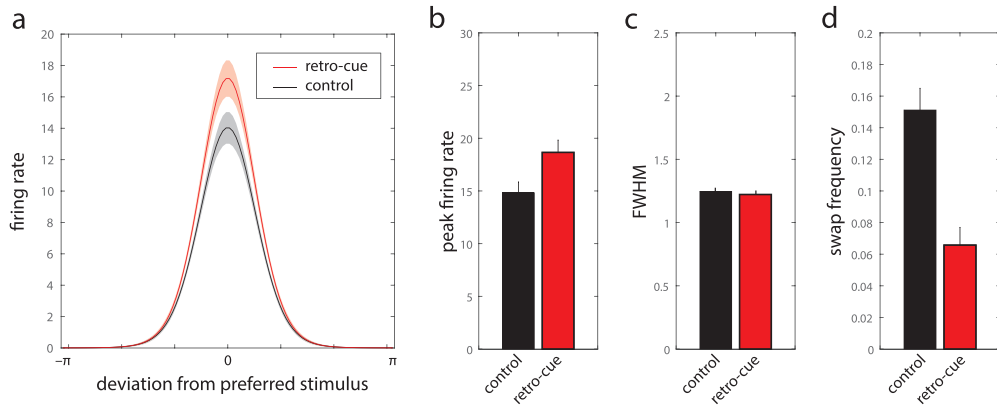 a
20
18
16
14
12
10
8
6
4
2
0
firing rate
retro-cue
control
−π
0
π
deviation from preferred stimulus
b
30
25
20
15
10
5
0
peak firing rate
control
retro-cue
c
2.5
2
1.5
1
0.5
0
FWHM
control
retro-cue
d
0.2
0.18
0.16
0.14
0.12
0.1
0.08
0.06
0.04
0.02
0
swap frequency
control
retro-cue